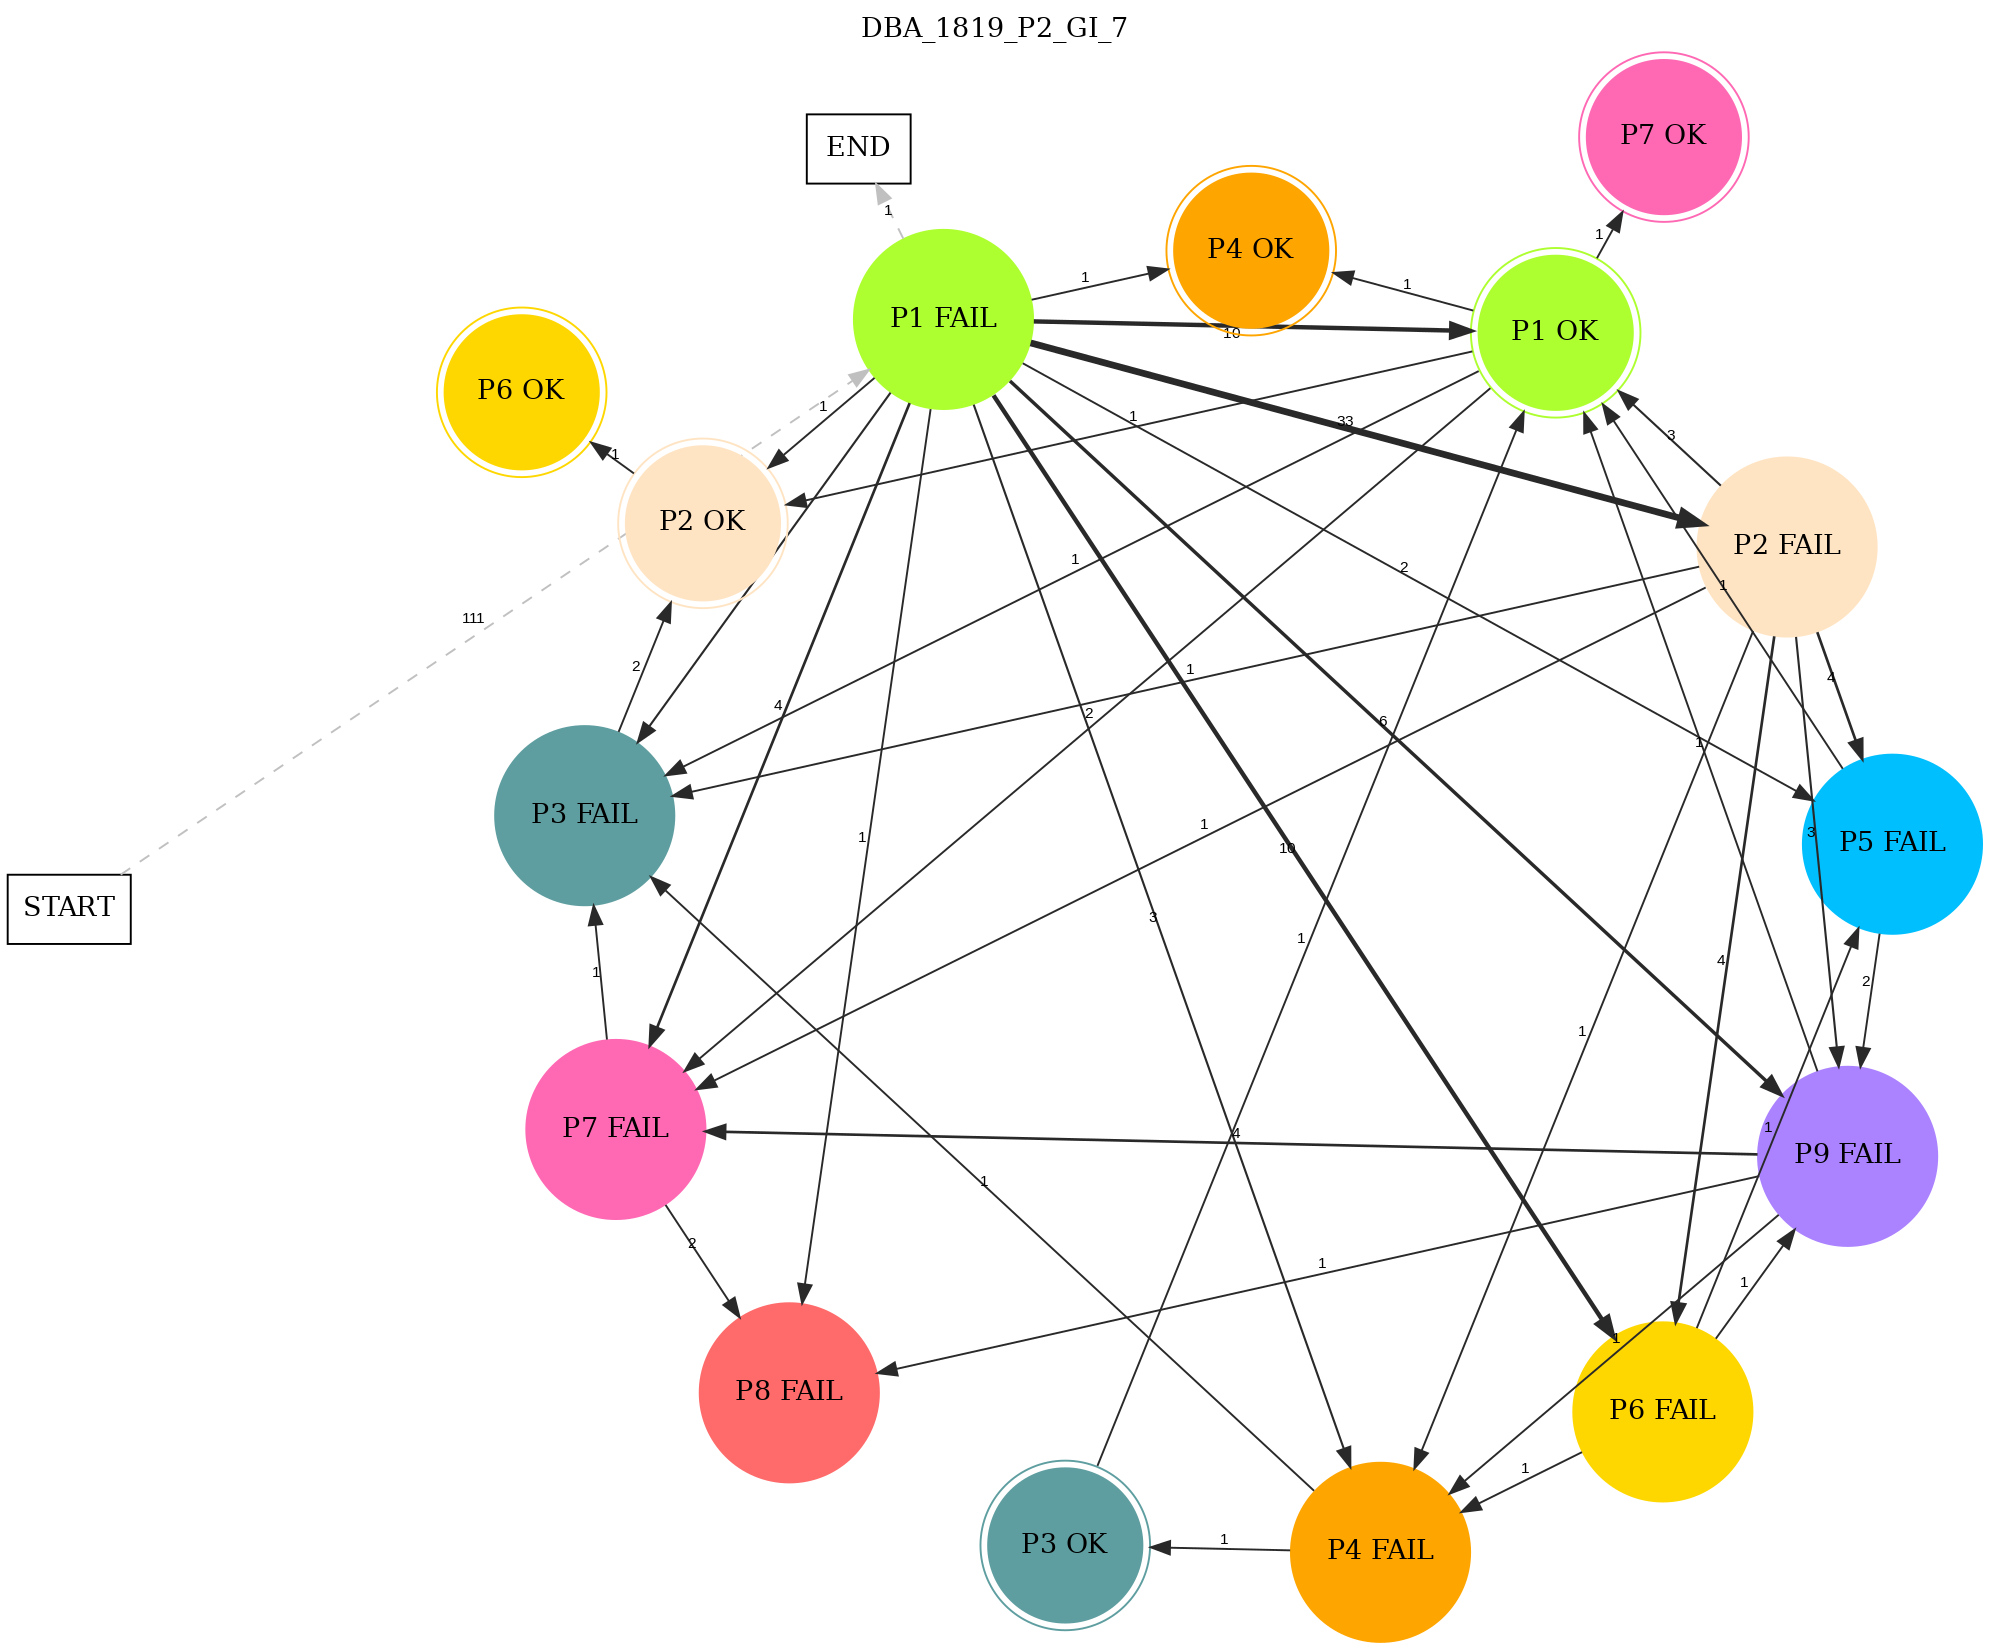 DBA_1819_P2_GI_7
P7 OK
END
1
1
P4 OK
1
1
P1 FAIL
10
P1 OK
P6 OK
1
1
33
3
1
P2 OK
P2 FAIL
1
2
1
111
2
1
4
4
2
6
1
P3 FAIL
1
1
3
P5 FAIL
10
START
3
1
4
1
2
1
P7 FAIL
4
1
P9 FAIL
1
2
1
1
1
P8 FAIL
P6 FAIL
1
P3 OK
1
P4 FAIL